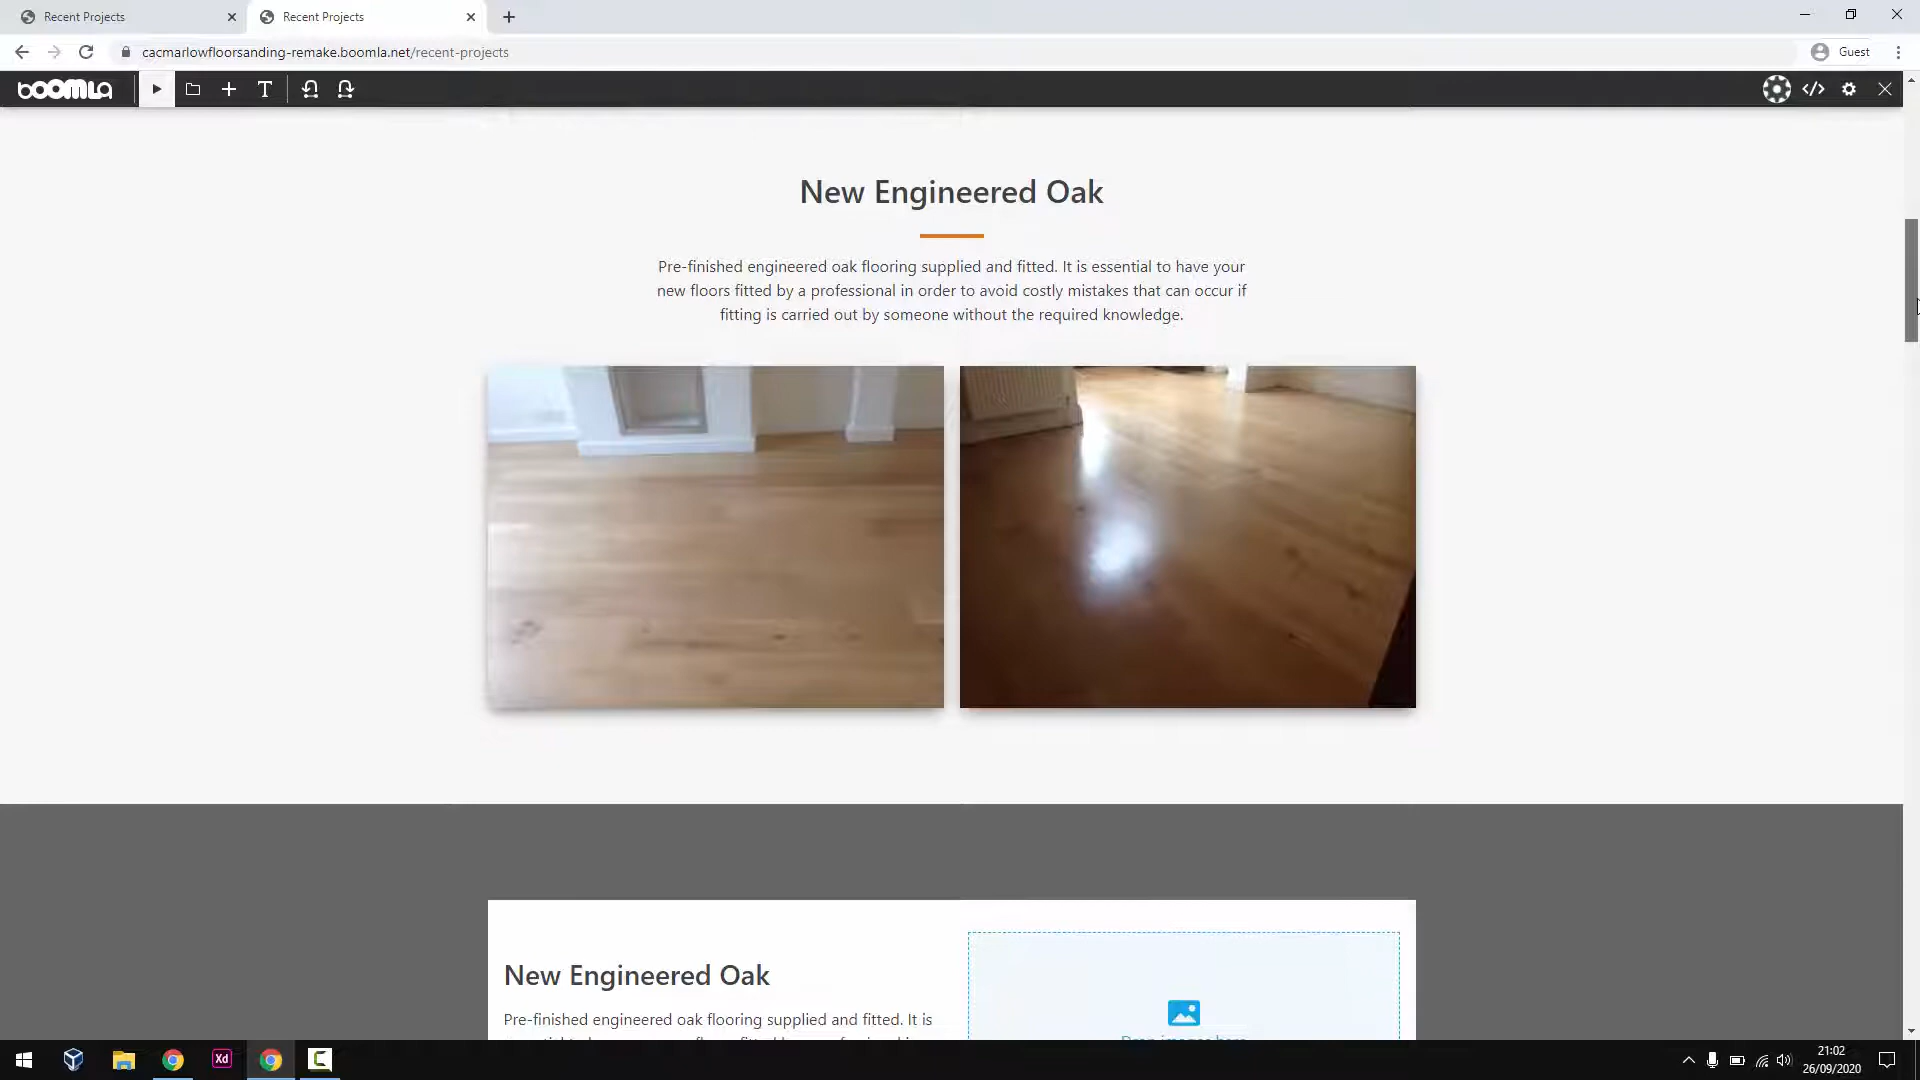 Recent Projects
Recent Projects
cacmarlowfloorsanding-remake.boomla.net/recent-projects
Guest
boomla
New Engineered Oak
Pre-finished engineered oak flooring supplied and fitted. It is essential to have your
new floors fitted by a professional in order to avoid costly mistakes that can occur if
fitting is carried out by someone without the required knowledge.
New Engineered Oak
Pre-finished engineered oak flooring supplied and fitted. It is
Xd
21:02
26/09/2020